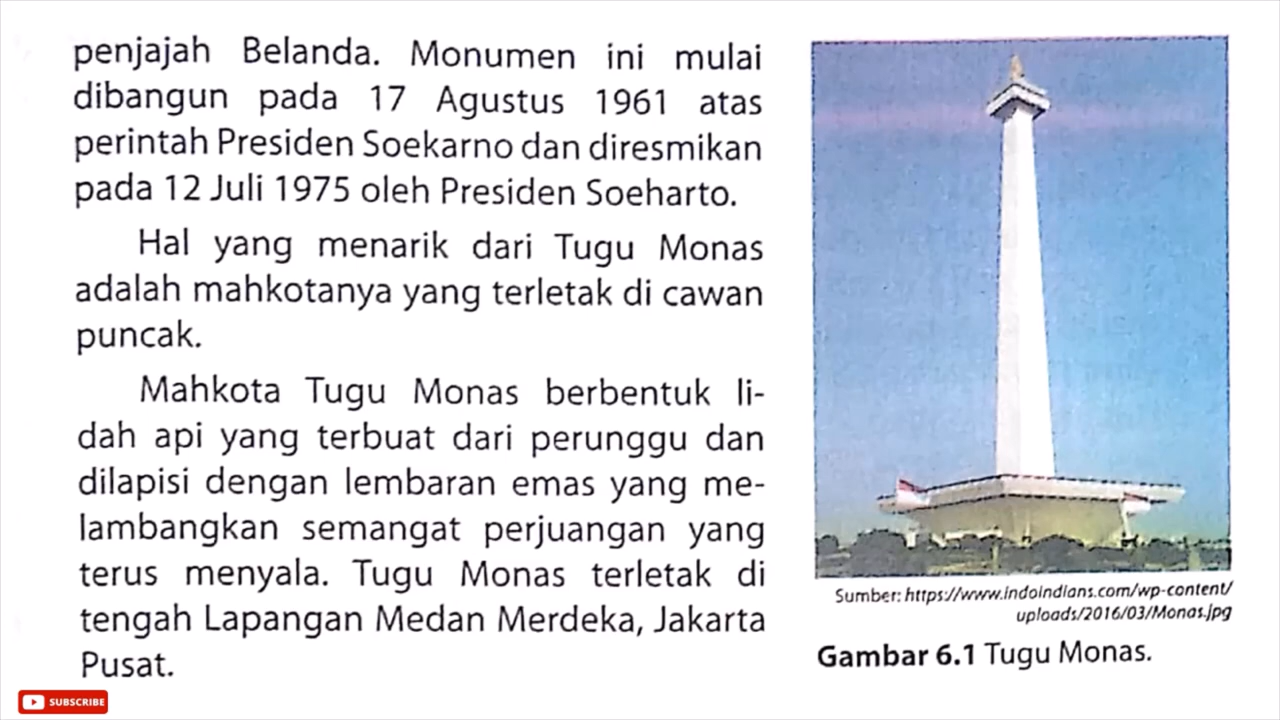 penjajah Belanda. Monumen ini mulai
dibangun pada 17 Agustus 1961 atas
perintah Presiden Soekarno dan diresmikan
pada 12 Juli 1975 oleh Presiden Soeharto.
Hal yang menarik dari Tugu Monas
adalah mahkotanya yang terletak di cawan
puncak.
Mahkota Tugu Monas berbentuk li-
dah api yang terbuat dari perunggu dan
dilapisi dengan lembaran emas yang me-
lambangkan semangat perjuangan yang
terus menyala. Tugu Monas terletak di
tengah Lapangan Medan Merdeka, Jakarta
Pusat.
Sumber: https://www.indoindians.com/wp-content/
uploads/2016/03/Monas.jpg
Gambar 6.1 Tugu Monas.
SUBSCRIBE